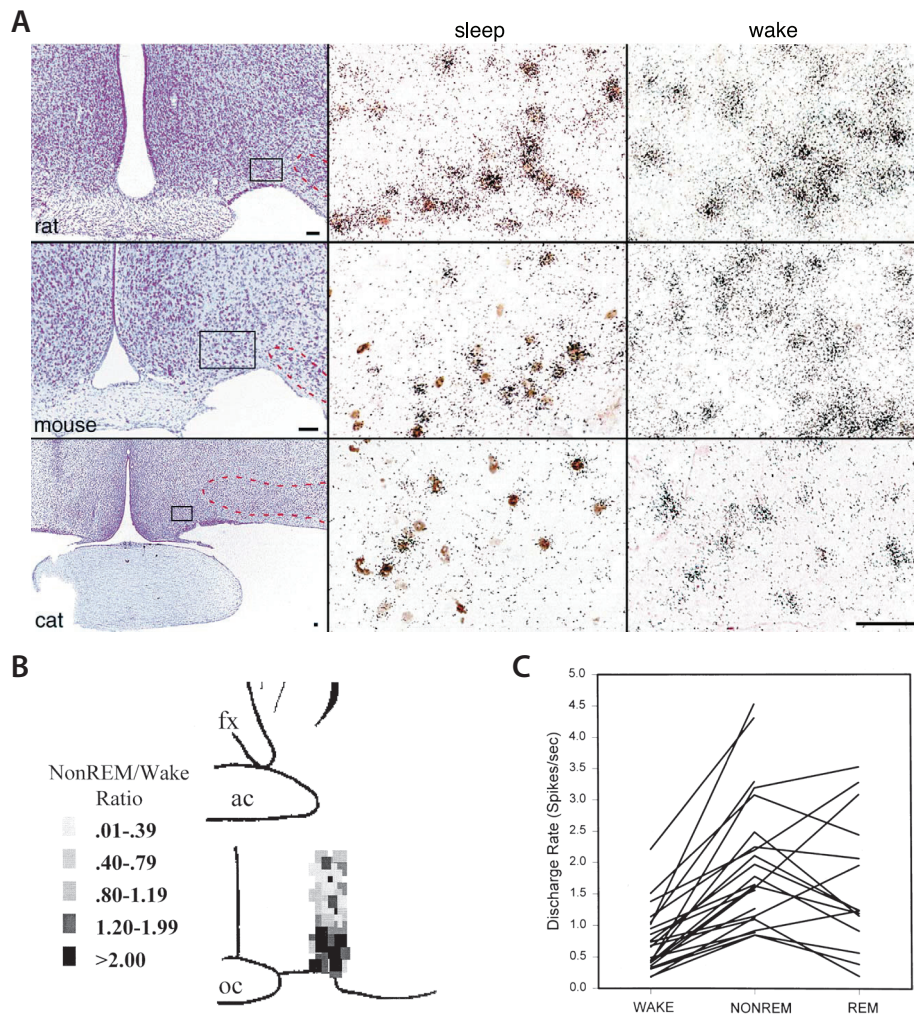 A
sleep
wake
rat
mouse
cat
B
fx
NonREM/Wake
Ratio
ac
.01-.39
.40-.79
.80-1.19
1.20-1.99
>2.00
oc
C
Discharge Rate (Spikes/sec)
5.0
4.5
4.0
3.5
3.0
2.5
2.0
1.5
1.0
0.5
0.0
WAKE
NONREM
REM